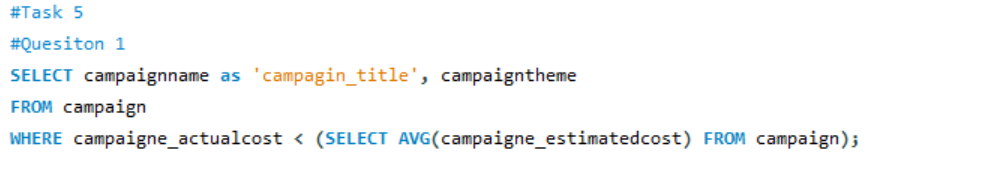 #Task 5
#Quesiton 1
SELECT campaignname as 'campagin_title', campaigntheme
FROM campaign
WHERE campaigne_actualcost < (SELECT AVG(campaigne_estimatedcost) FROM campaign);